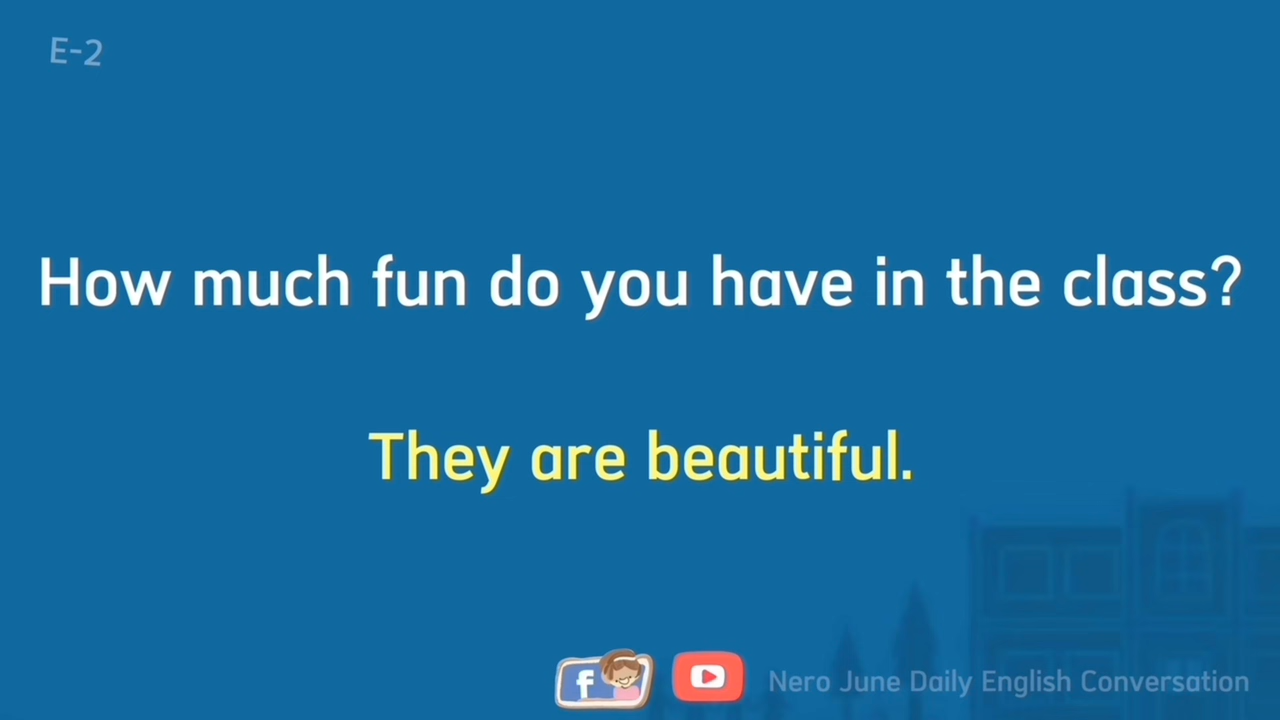 E-2
How much fun do you have in the class?
They are beautiful.
f
Nero June Daily English Conversation